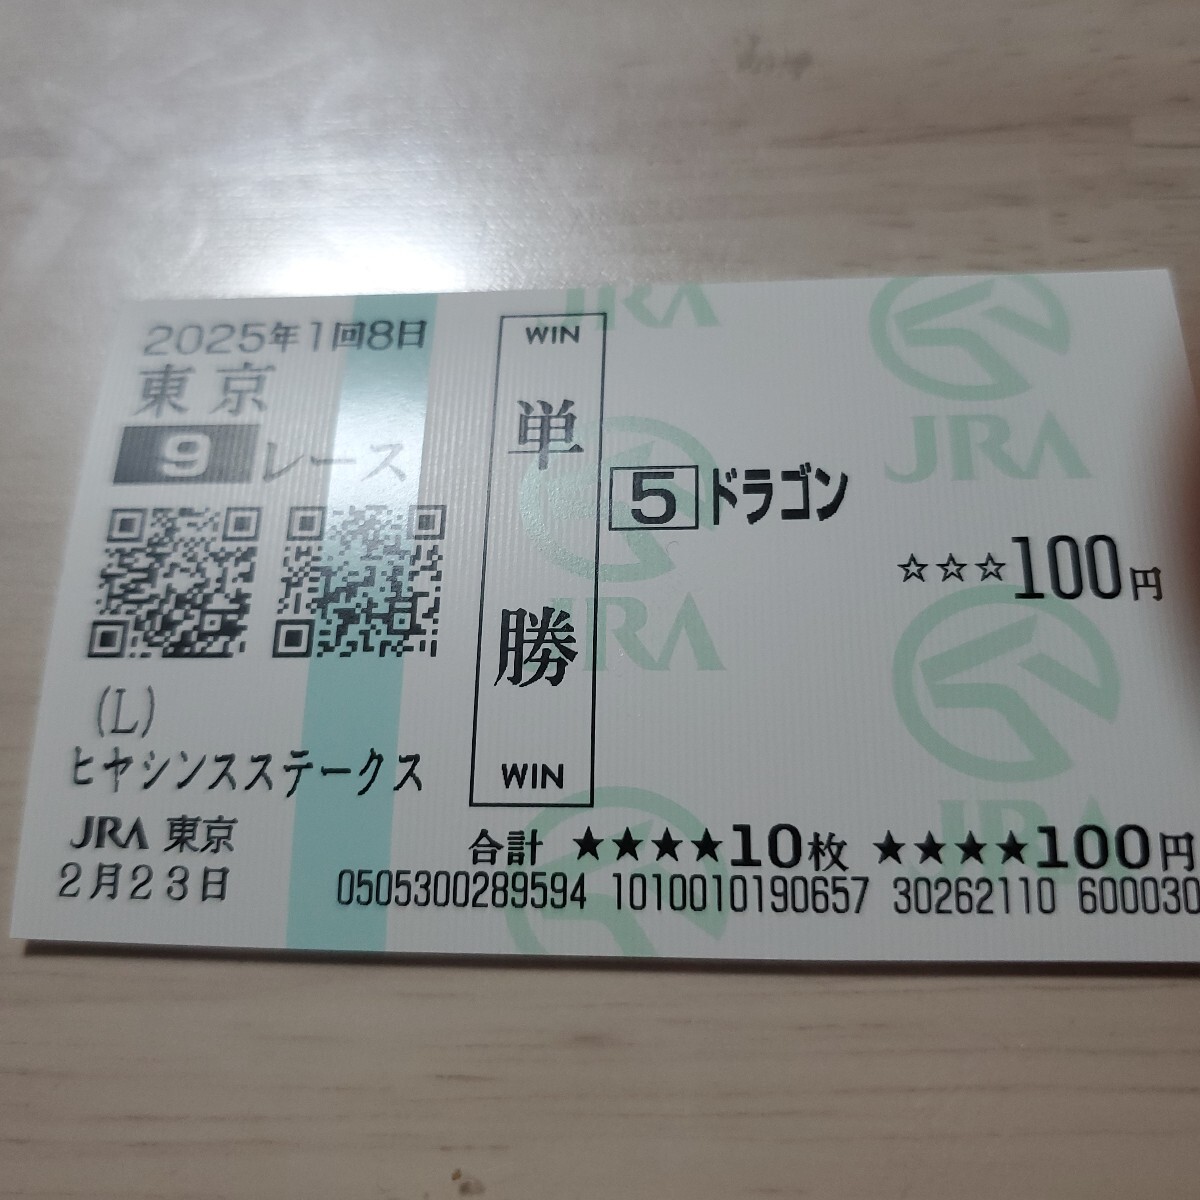 2025年1回8日
東京
9レース
(L)
ヒヤシンスステークス
JRA 東京
2月23日
WIN
単勝
WIN
5 ドラゴン
☆☆☆100円
合計 ★★★★10枚 ★★★★100円
0505300289594 1010010190657 30262110 600030
JRA
JRA
JRA
JRA